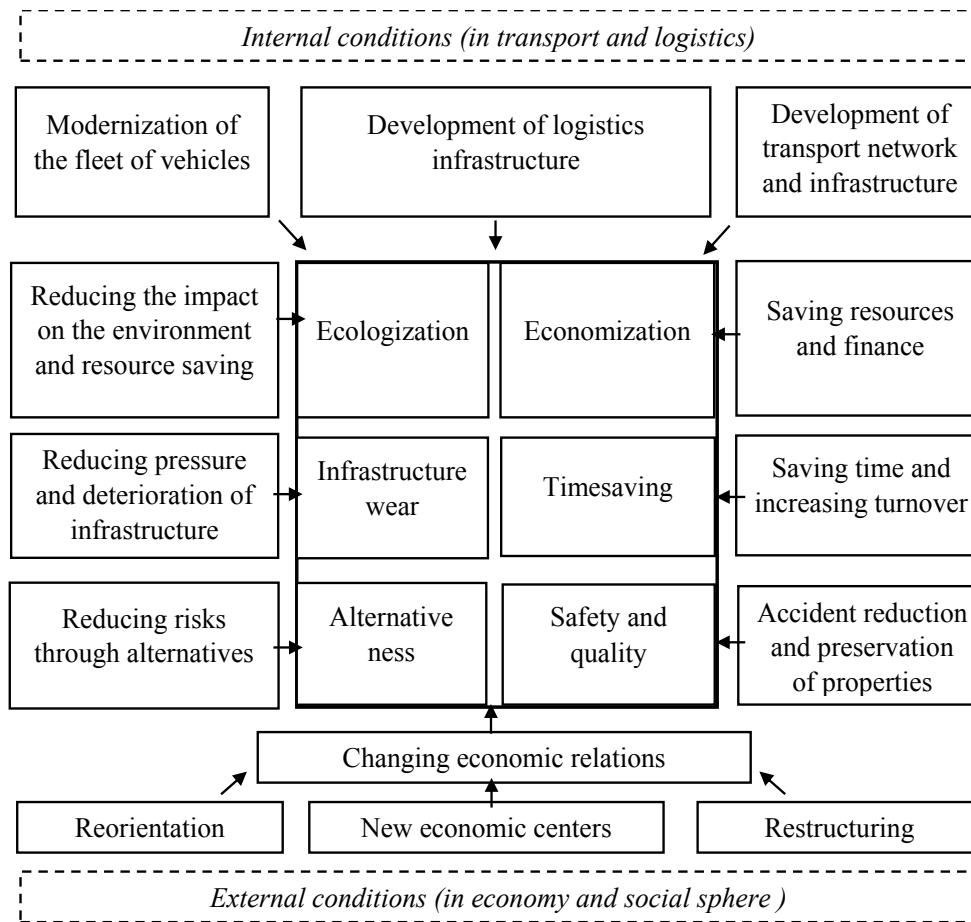 Internal conditions (in transport and logistics)
Modernization of
the fleet of vehicles
Development of logistics
infrastructure
Development of
transport network
and infrastructure
Reducing the impact
on the environment
and resource saving
Ecologization
Economization
Saving resources
and finance
Reducing pressure
and deterioration of
infrastructure
Infrastructure
wear
Timesaving
Saving time and
increasing turnover
Reducing risks
through alternatives
Alternative
ness
Safety and
quality
Accident reduction
and preservation
of properties
Changing economic relations
Reorientation
New economic centers
Restructuring
External conditions (in economy and social sphere )